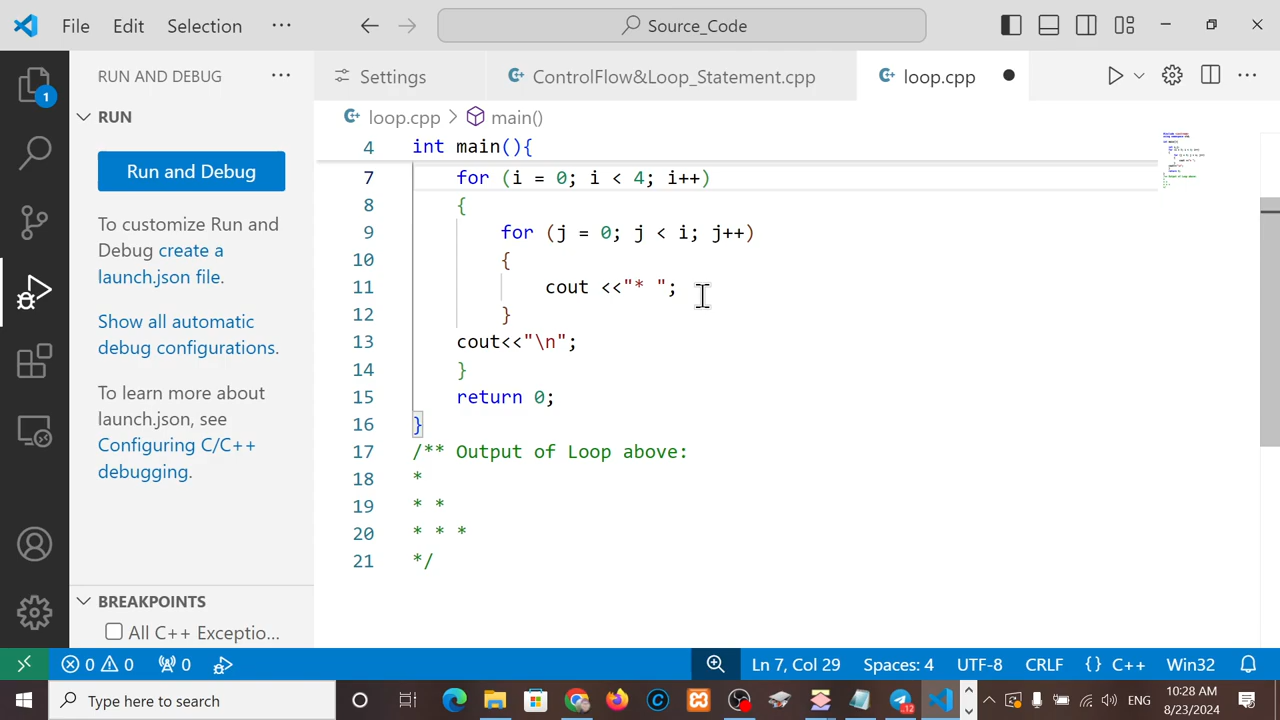 File Edit Selection ··· Source_Code
RUN AND DEBUG ···
Settings
ControlFlow&Loop_Statement.cpp
loop.cpp
RUN
Run and Debug
To customize Run and
Debug create a
launch.json file.
Show all automatic
debug configurations.
To learn more about
launch.json, see
Configuring C/C++
debugging.
BREAKPOINTS
All C++ Exceptio...
1
loop.cpp > main()
4 int main(){
7 for (i = 0; i < 4; i++)
8 {
9 for (j = 0; j < i; j++)
10 {
11 cout <<"* ";
12 }
13 cout<<"\n";
14 }
15 return 0;
16 }
17 /** Output of Loop above:
18 *
19 * *
20 * * *
21 */
0 0 0 Ln 7, Col 29 Spaces: 4 UTF-8 CRLF {} C++ Win32
Type here to search
12
ENG
10:28 AM
8/23/2024